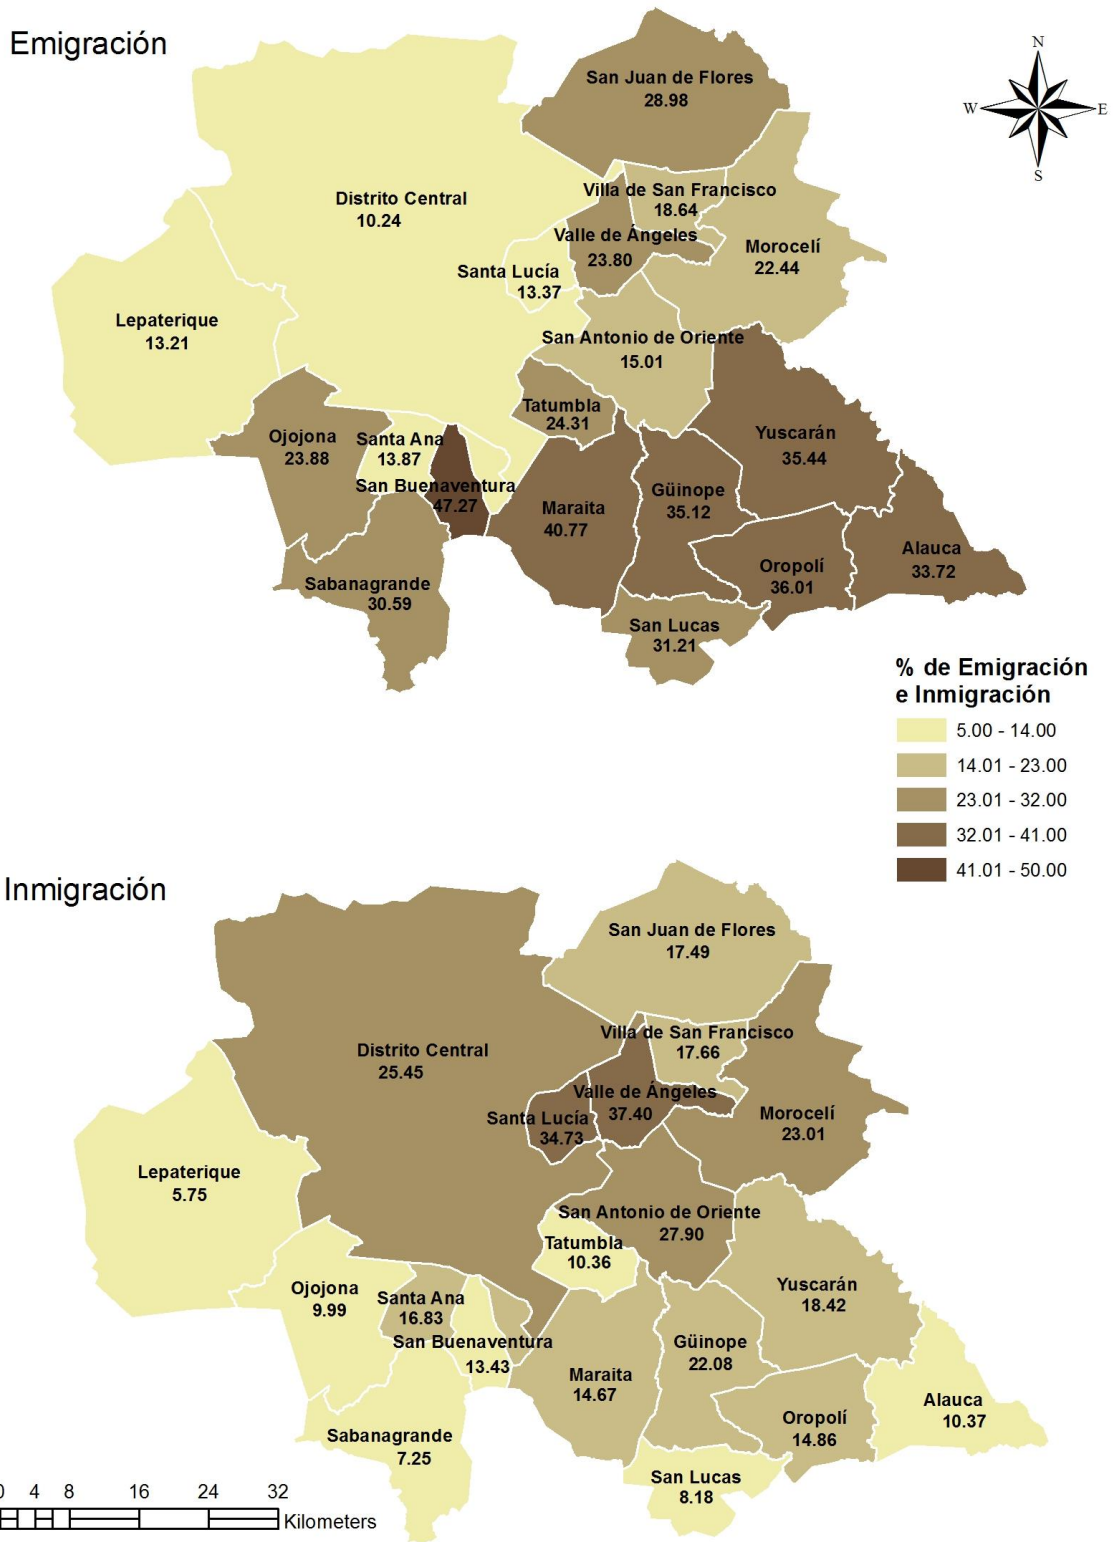 Emigración
N
W
E
S
San Juan de Flores
28.98
Villa de San Francisco
18.64
Distrito Central
10.24
Valle de Ángeles
23.80
Morocelí
22.44
Santa Lucía
13.37
Lepaterique
13.21
San Antonio de Oriente
15.01
Tatumbla
24.31
Ojojona
23.88
Santa Ana
13.87
Yuscarán
35.44
San Buenaventura
47.27
Güinope
35.12
Maraita
40.77
Alauca
33.72
Oropolí
36.01
Sabanagrande
30.59
San Lucas
31.21
% de Emigración
e Inmigración
5.00 - 14.00
14.01 - 23.00
23.01 - 32.00
32.01 - 41.00
41.01 - 50.00
Inmigración
San Juan de Flores
17.49
Villa de San Francisco
17.66
Distrito Central
25.45
Valle de Ángeles
37.40
Santa Lucía
34.73
Morocelí
23.01
Lepaterique
5.75
San Antonio de Oriente
27.90
Tatumbla
10.36
Ojojona
9.99
Santa Ana
16.83
Yuscarán
18.42
San Buenaventura
13.43
Güinope
22.08
Maraita
14.67
Alauca
10.37
Oropolí
14.86
Sabanagrande
7.25
San Lucas
8.18
0 4 8 16 24 32
Kilometers